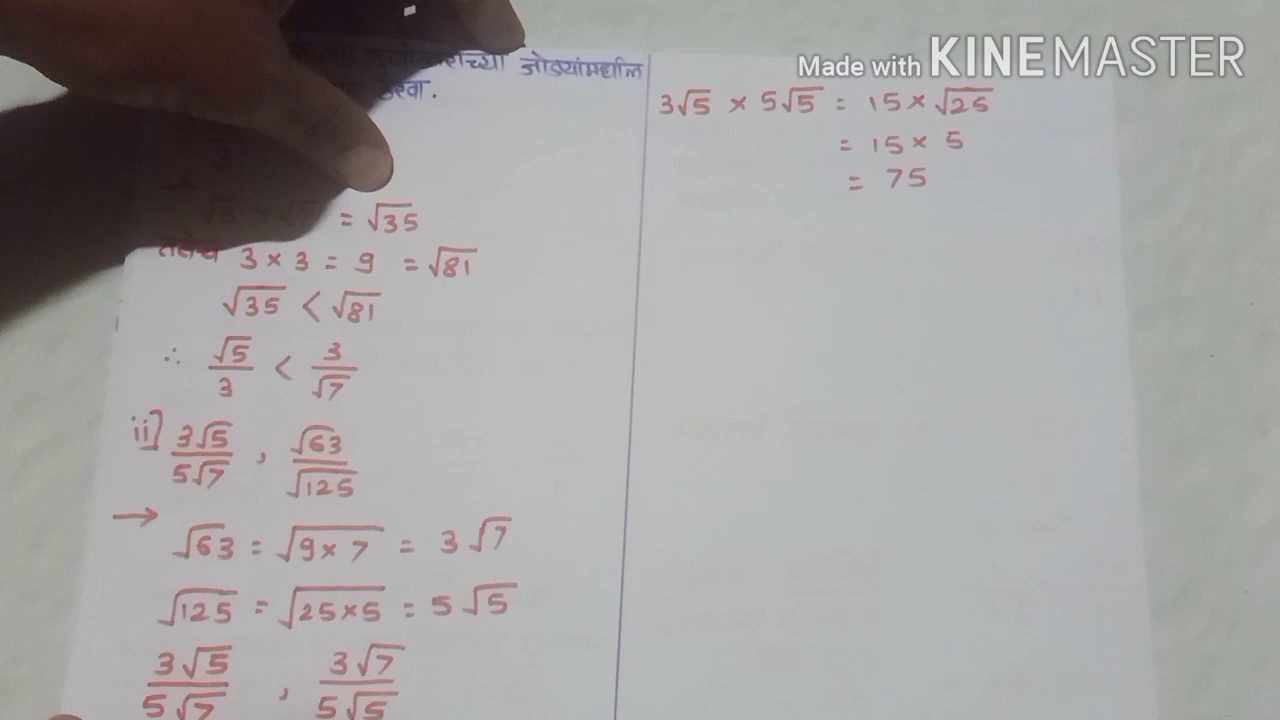 जोड्यांमधील
Made with KINEMASTER
= √35
3 × 3 = 9 = √81
√35 < √81
∴ √5/3 < 3/√7
ii] 3√5/5√7 , √63/√125
→ √63 = √9×7 = 3√7
√125 = √25×5 = 5√5
3√5/5√7 , 3√7/5√5
3√5 × 5√5 = 15 × √25
= 15 × 5
= 75